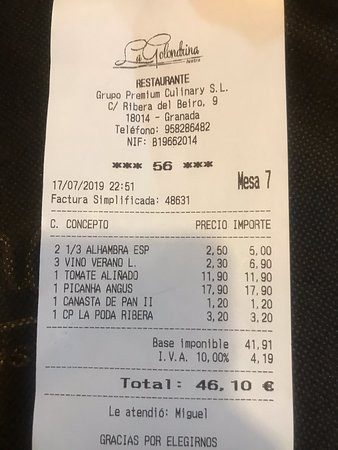 La Golondrina
RESTAURANTE
Grupo Premium Culinary S.L.
C/ Ribera del Beiro, 9
18014 - Granada
Teléfono: 958286482
NIF: B19662014
*** 56 ***
17/07/2019 22:51 Mesa 7
Factura Simplificada: 48631
C. CONCEPTO PRECIO IMPORTE
2 1/3 ALHAMBRA ESP 2,50 5,00
3 VINO VERANO L. 2,30 6,90
1 TOMATE ALIÑADO 11,90 11,90
1 PICANHA ANGUS 17,90 17,90
1 CANASTA DE PAN II 1,20 1,20
1 CP LA PODA RIBERA 3,20 3,20
Base imponible 41,91
I.V.A. 10,00% 4,19
Total: 46,10 €
Le atendió: Miguel
GRACIAS POR ELEGIRNOS